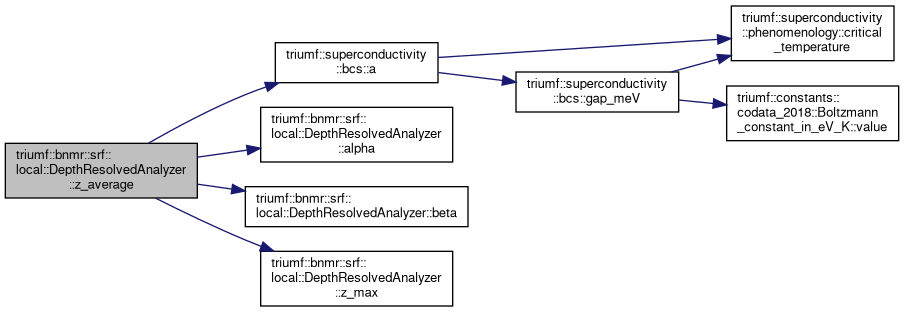 triumf::bnmr::srf::
local::DepthResolvedAnalyzer
::z_average
triumf::superconductivity
::bcs::a
triumf::bnmr::srf::
local::DepthResolvedAnalyzer
::alpha
triumf::bnmr::srf::
local::DepthResolvedAnalyzer::beta
triumf::bnmr::srf::
local::DepthResolvedAnalyzer
::z_max
triumf::superconductivity
::bcs::gap_meV
triumf::superconductivity
::phenomenology::critical
_temperature
triumf::constants::
codata_2018::Boltzmann
_constant_in_eV_K::value